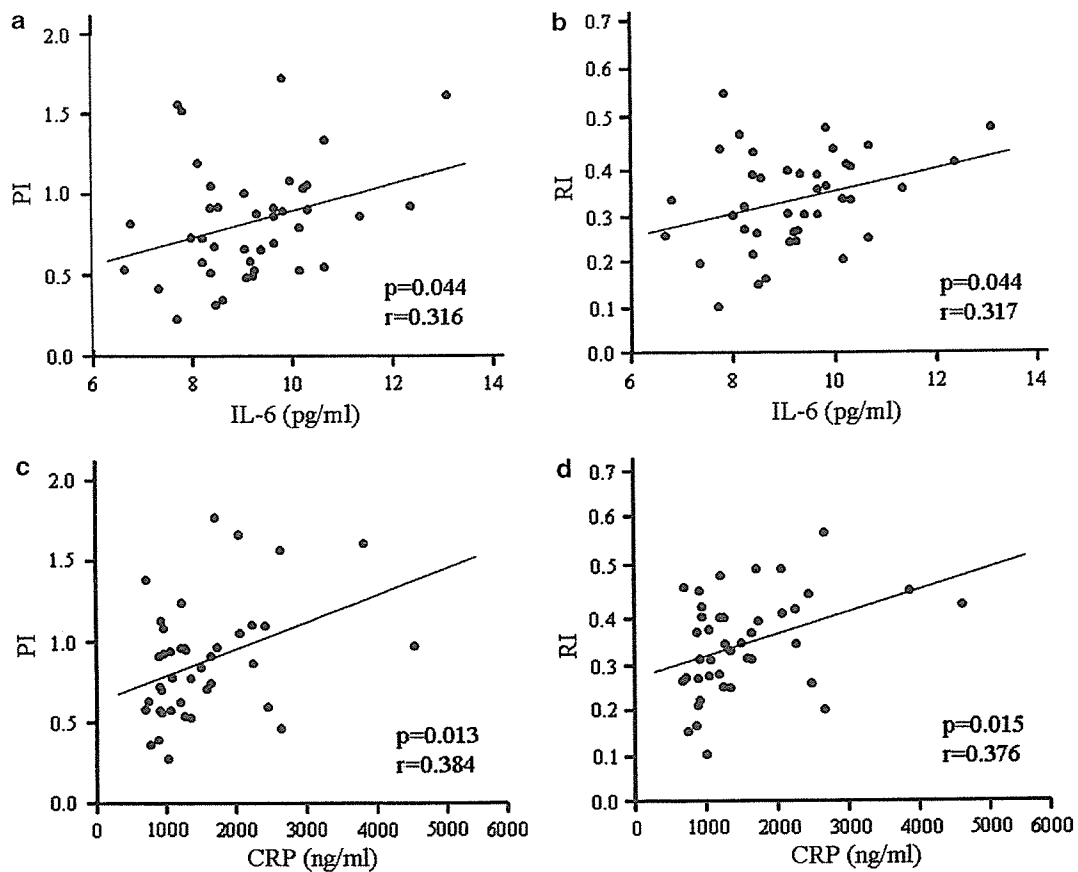 a
PI
2.0
1.5
1.0
0.5
0.0
6 8 10 12 14
IL-6 (pg/ml)
p=0.044
r=0.316
b
RI
0.7
0.6
0.5
0.4
0.3
0.2
0.1
0.0
6 8 10 12 14
IL-6 (pg/ml)
p=0.044
r=0.317
c
PI
2.0
1.5
1.0
0.5
0.0
0 1000 2000 3000 4000 5000 6000
CRP (ng/ml)
p=0.013
r=0.384
d
RI
0.7
0.6
0.5
0.4
0.3
0.2
0.1
0.0
0 1000 2000 3000 4000 5000 6000
CRP (ng/ml)
p=0.015
r=0.376